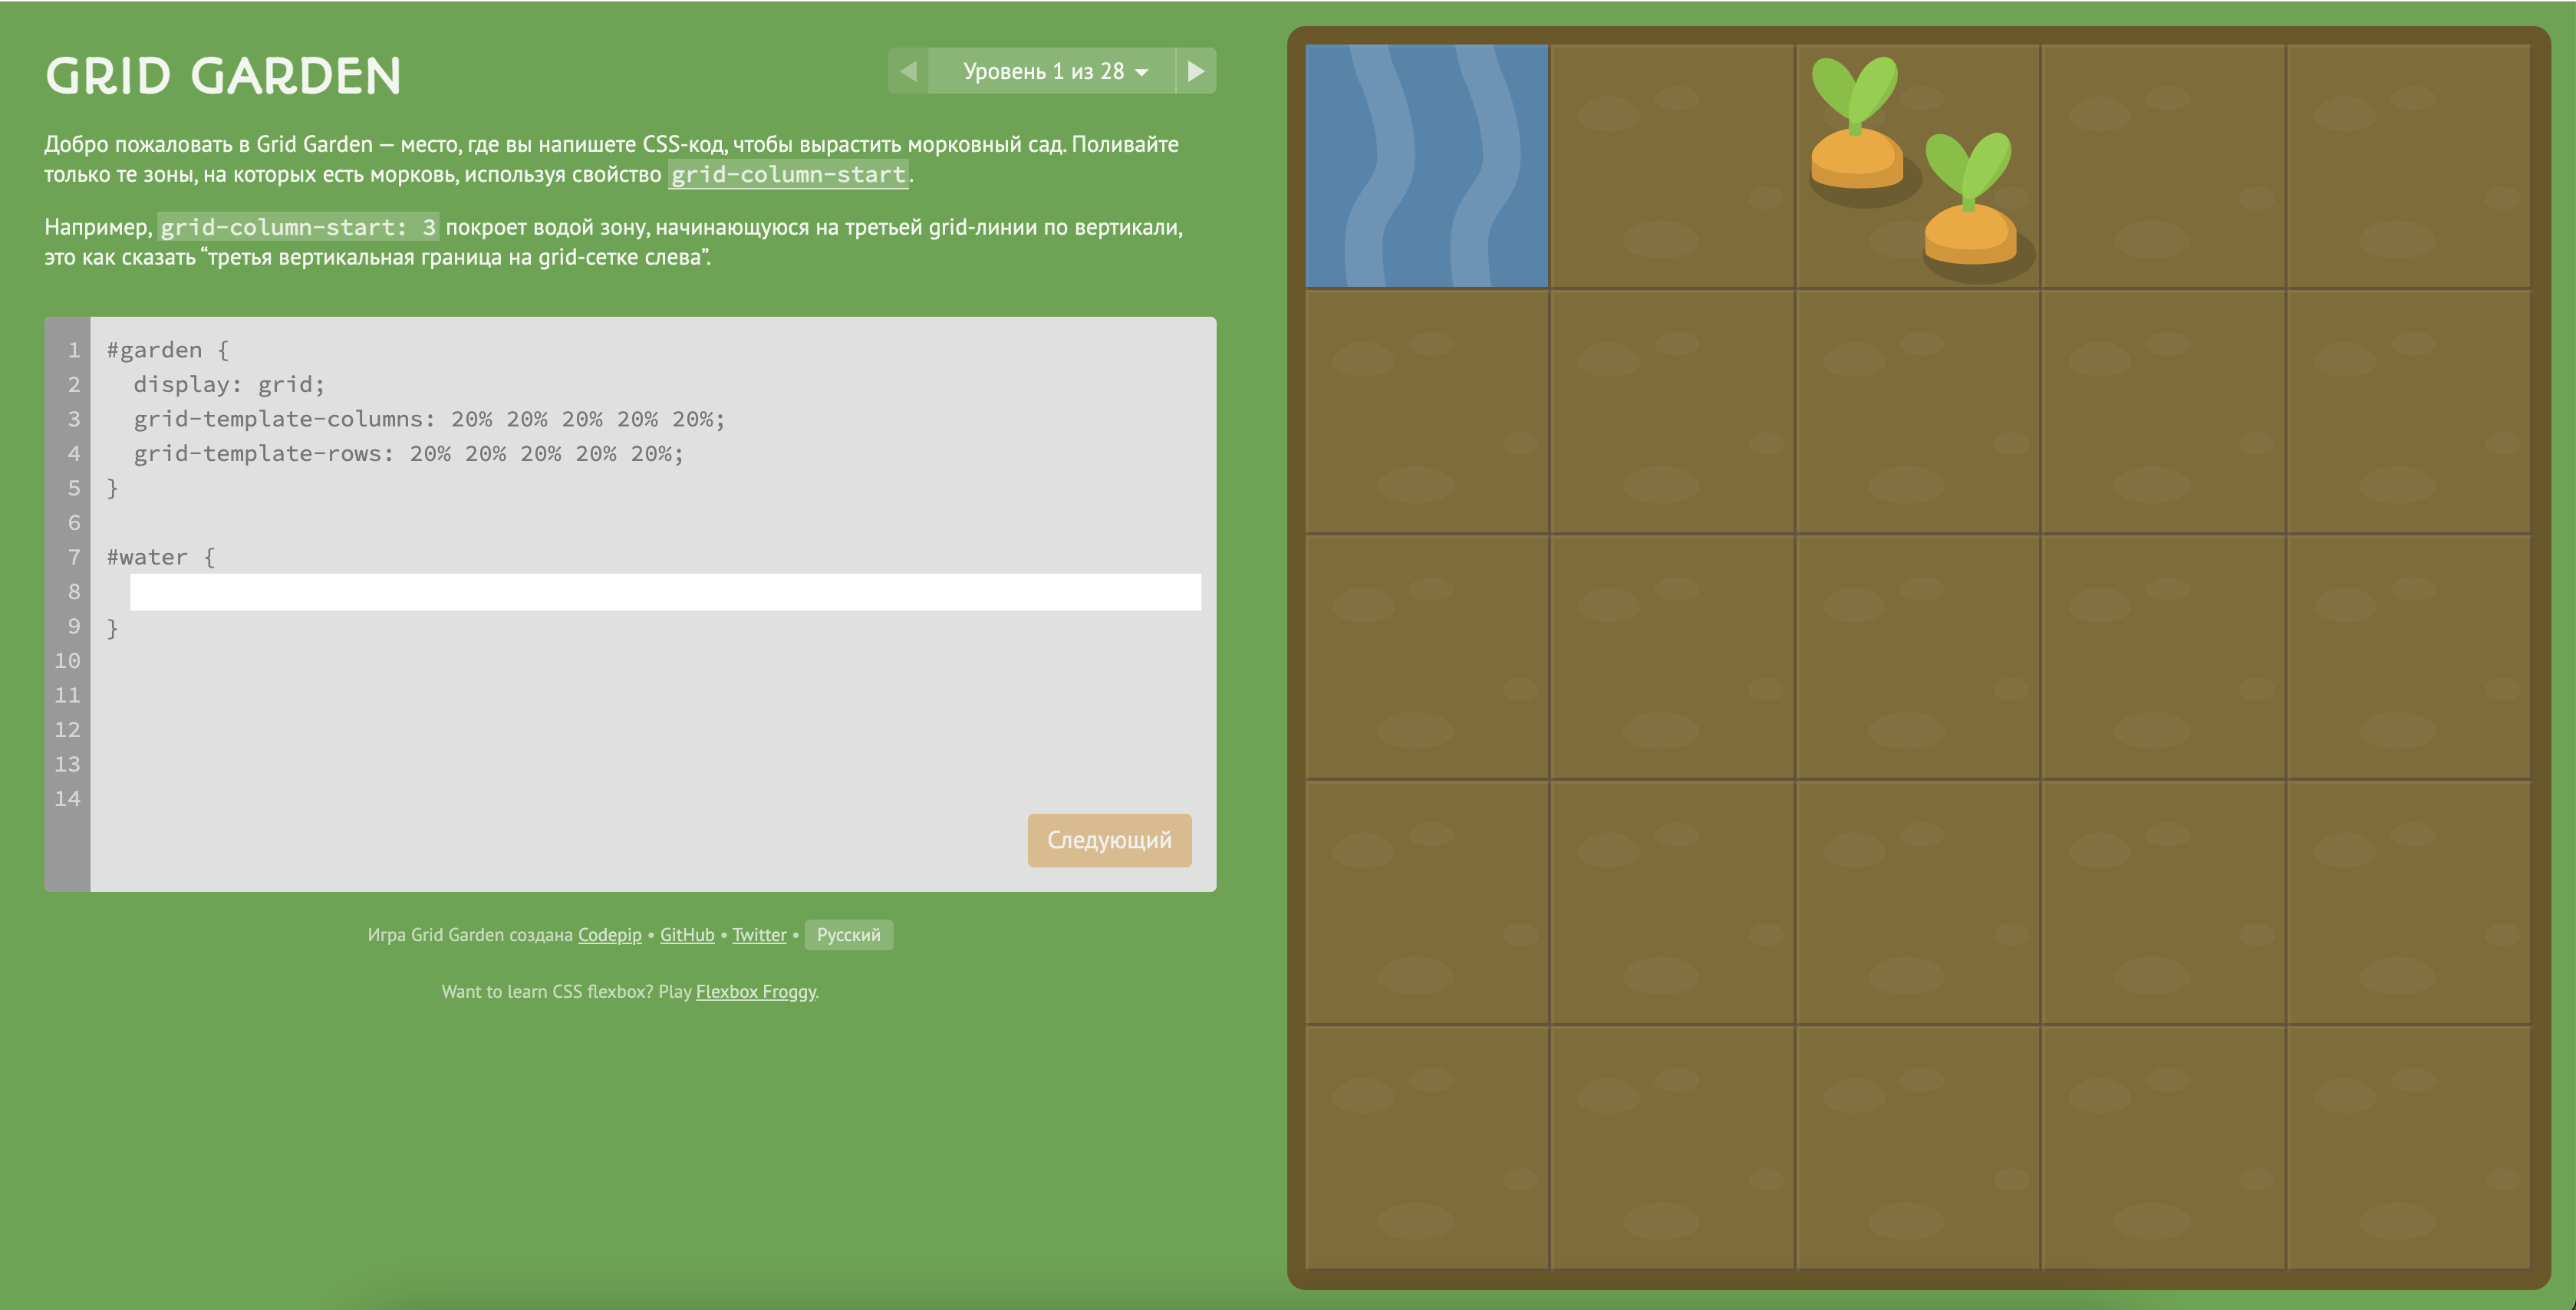 GRID GARDEN
Уровень 1 из 28
Добро пожаловать в Grid Garden — место, где вы напишете CSS-код, чтобы вырастить морковный сад. Поливайте
только те зоны, на которых есть морковь, используя свойство grid-column-start.
Например, grid-column-start: 3 покроет водой зону, начинающуюся на третьей grid-линии по вертикали,
это как сказать “третья вертикальная граница на grid-сетке слева”.
1 #garden {
2 display: grid;
3 grid-template-columns: 20% 20% 20% 20% 20%;
4 grid-template-rows: 20% 20% 20% 20% 20%;
5 }
6
7 #water {
8
9 }
10
11
12
13
14
Следующий
Игра Grid Garden создана Codepip • GitHub • Twitter • Русский
Want to learn CSS flexbox? Play Flexbox Froggy.